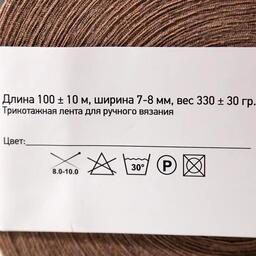 Длина 100 ± 10 м, ширина 7-8 мм, вес 330 ± 30 гр.
Трикотажная лента для ручного вязания
Цвет:
8.0-10.0 30° P